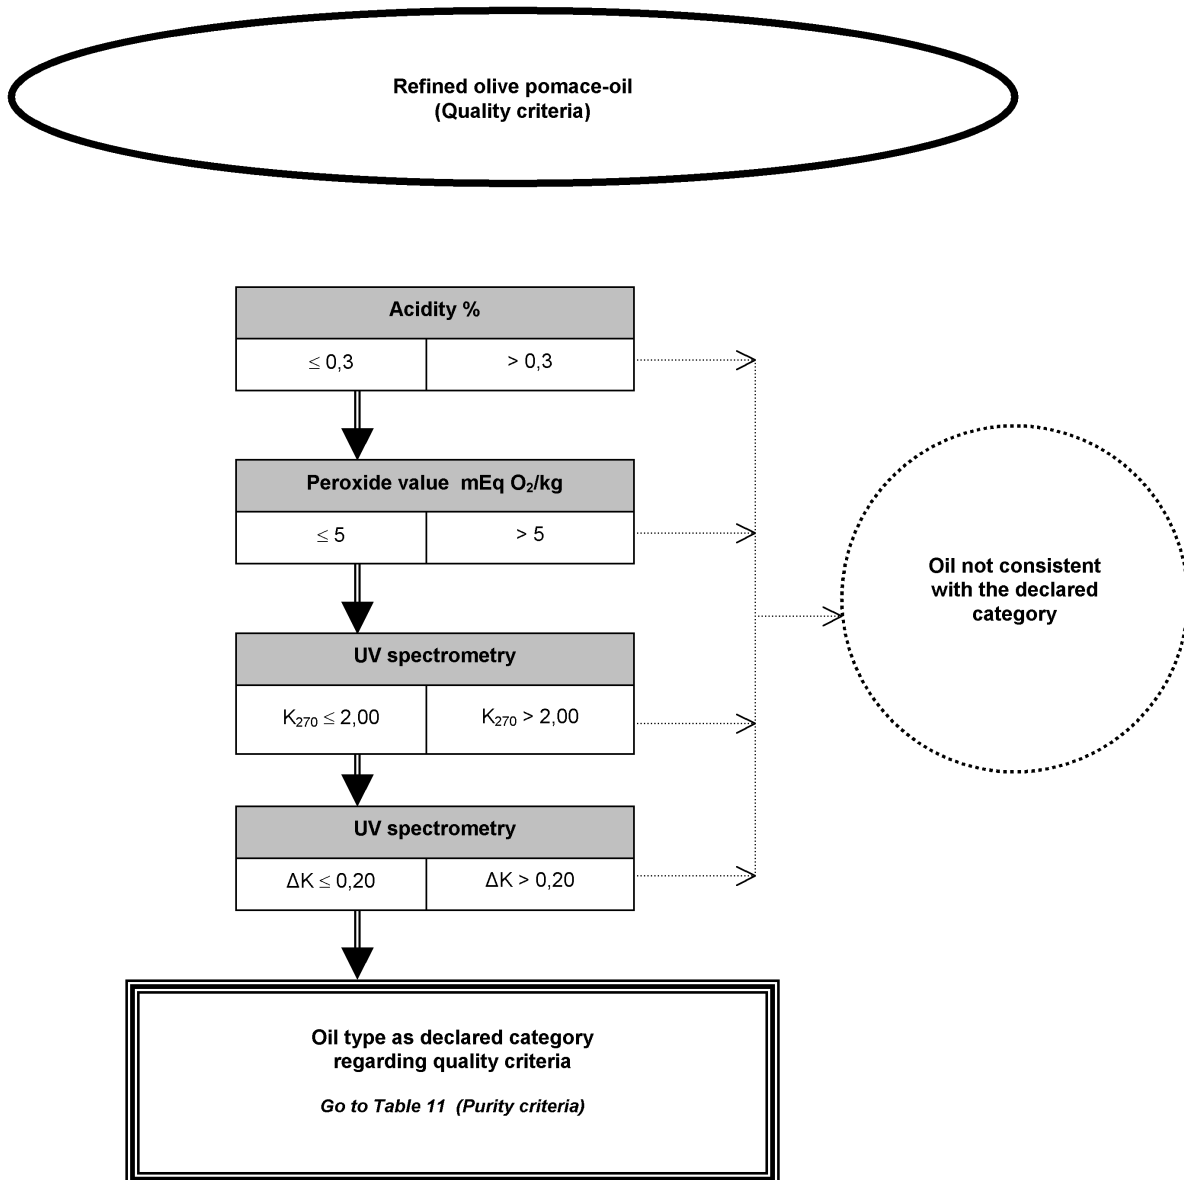 Refined olive pomace-oil
(Quality criteria)
Acidity %
≤ 0,3
> 0,3
Peroxide value mEq O₂/kg
≤ 5
> 5
UV spectrometry
K₂₇₀ ≤ 2,00
K₂₇₀ > 2,00
UV spectrometry
ΔK ≤ 0,20
ΔK > 0,20
Oil not consistent
with the declared
category
Oil type as declared category
regarding quality criteria
Go to Table 11 (Purity criteria)